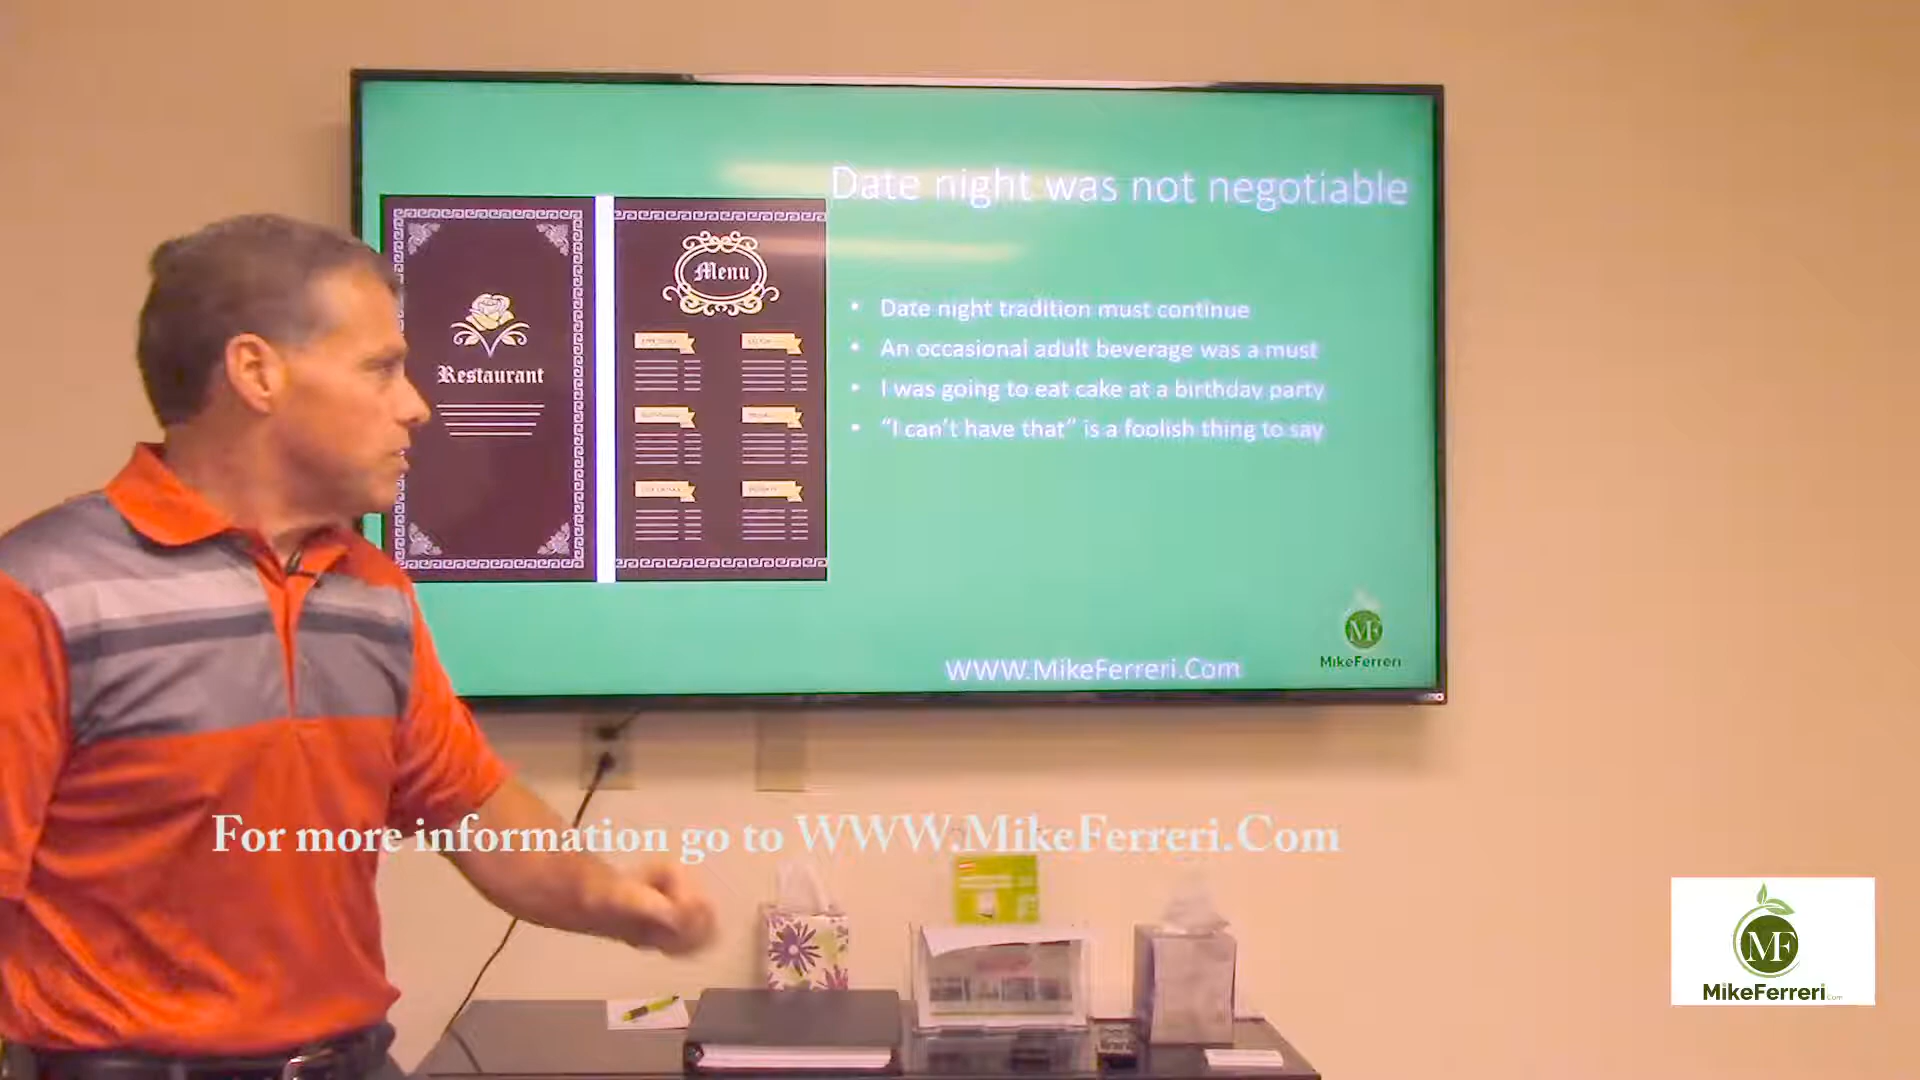 Date night was not negotiable
Menu
Restaurant
• Date night tradition must continue
• An occasional adult beverage was a must
• I was going to eat cake at a birthday party
• “I can’t have that” is a foolish thing to say
MF
MikeFerreri
WWW.MikeFerreri.Com
For more information go to WWW.MikeFerreri.Com
MF
MikeFerreri.Com